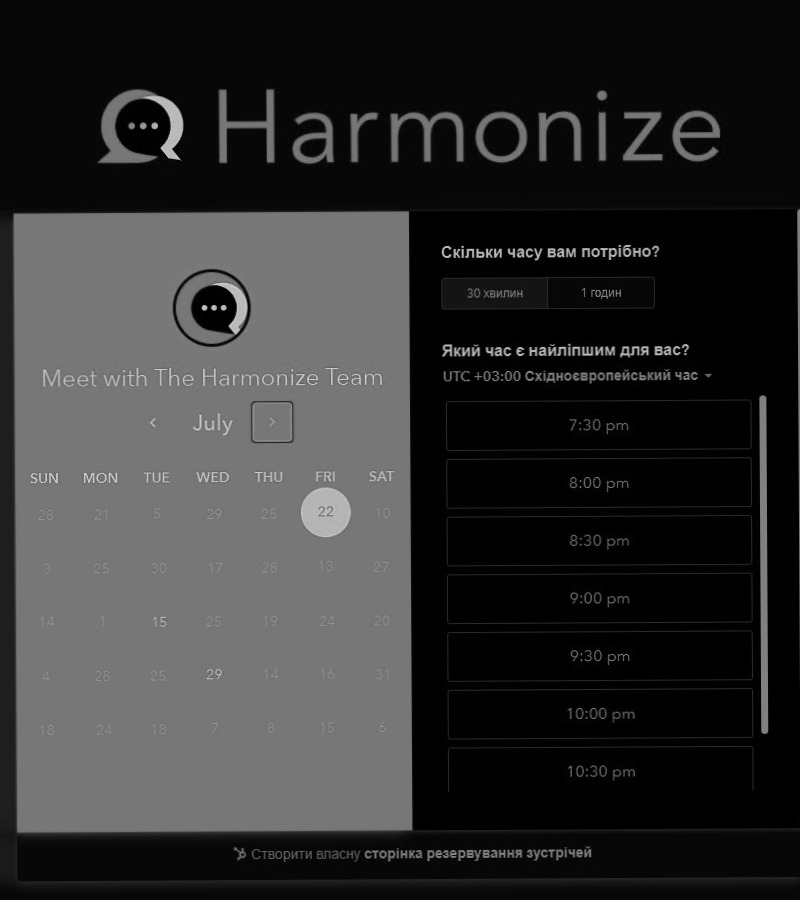 Harmonize
Meet with The Harmonize Team
July
SUN MON TUE WED THU FRI SAT
28 21 5 29 25 22 10
3 25 30 17 28 13 27
14 1 15 25 19 24 20
4 28 25 29 14 16 31
18 24 18 7 8 15 6
Скільки часу вам потрібно?
30 хвилин 1 годин
Який час є найліпшим для вас?
UTC +03:00 Східноєвропейський час
7:30 pm
8:00 pm
8:30 pm
9:00 pm
9:30 pm
10:00 pm
10:30 pm
Створити власну сторінка резервування зустрічей